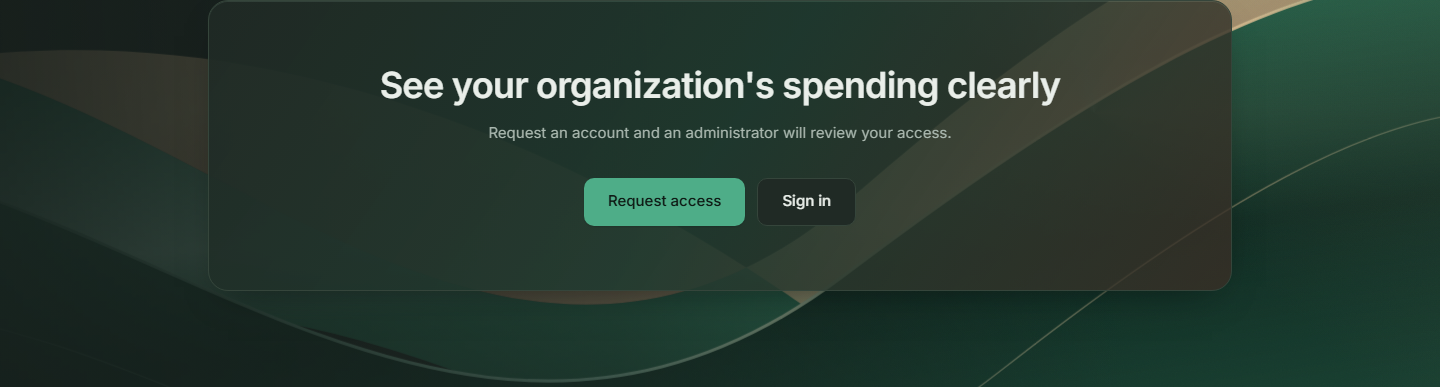 See your organization's spending clearly
Request an account and an administrator will review your access.
Request access
Sign in